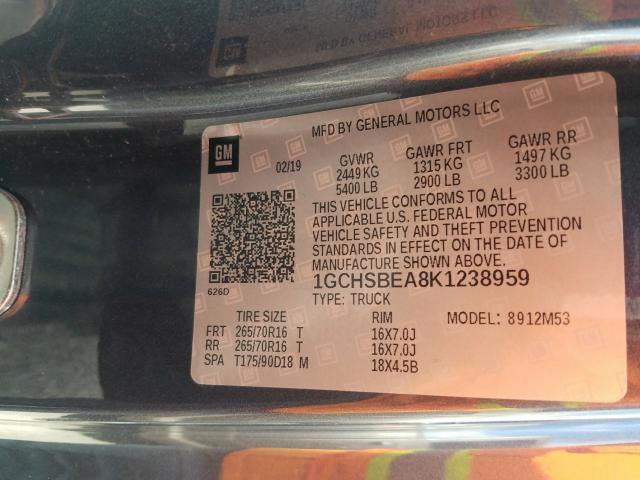 MFD BY GENERAL MOTORS LLC
GM
02/19
GVWR GAWR FRT GAWR RR
2449 KG 1315 KG 1497 KG
5400 LB 2900 LB 3300 LB
THIS VEHICLE CONFORMS TO ALL
APPLICABLE U.S. FEDERAL MOTOR
VEHICLE SAFETY AND THEFT PREVENTION
STANDARDS IN EFFECT ON THE DATE OF
MANUFACTURE SHOWN ABOVE.
626D
1GCHSBEA8K1238959
TYPE: TRUCK
TIRE SIZE RIM MODEL: 8912M53
FRT 265/70R16 T 16X7.0J
RR 265/70R16 T 16X7.0J
SPA T175/90D18 M 18X4.5B